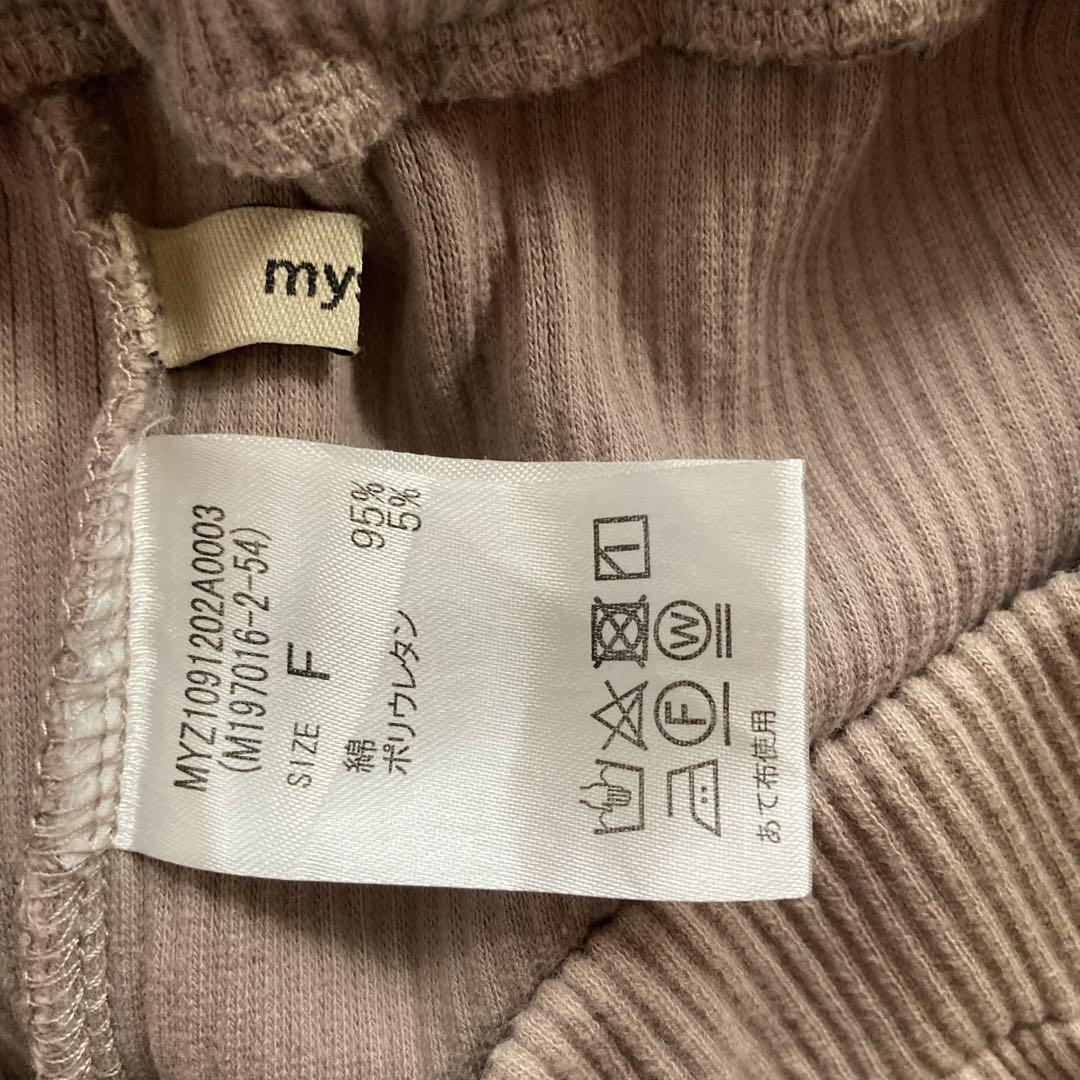 mys
MYZ1091202A0003
(M197016-2-54)
SIZE F
綿 95%
ポリウレタン 5%
W
F
あて布使用